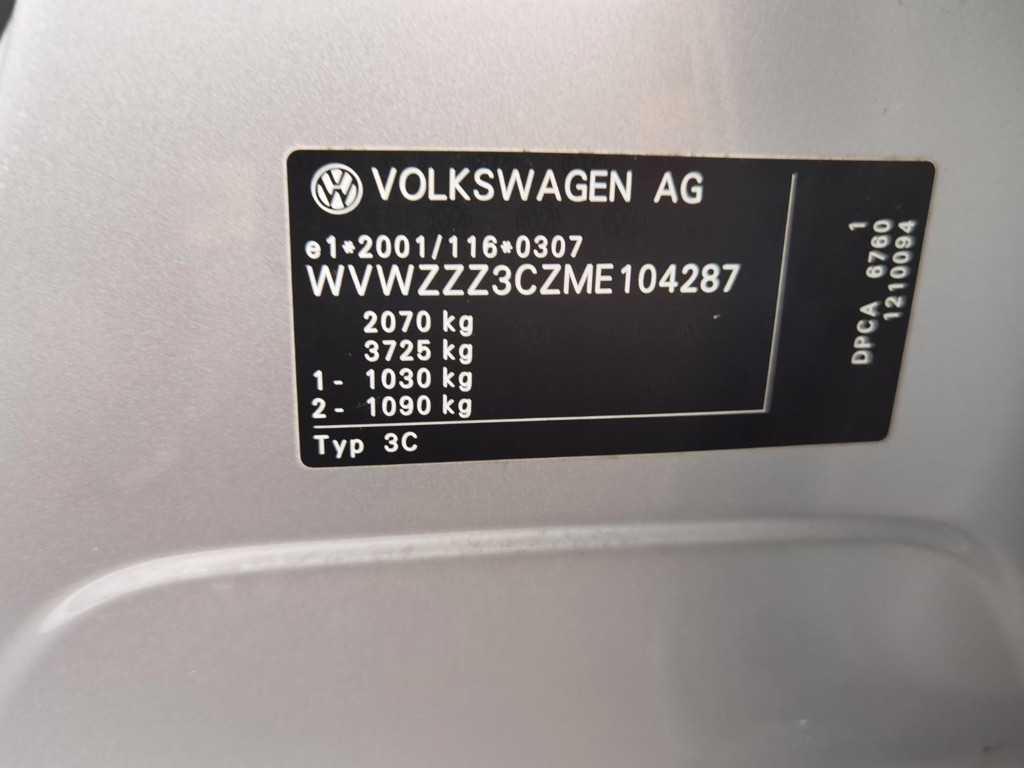 VOLKSWAGEN AG
e1*2001/116*0307
WVWZZZ3CZME104287
2070 kg
3725 kg
1- 1030 kg
2- 1090 kg
Typ 3C
1
DPCA 6760
1210094